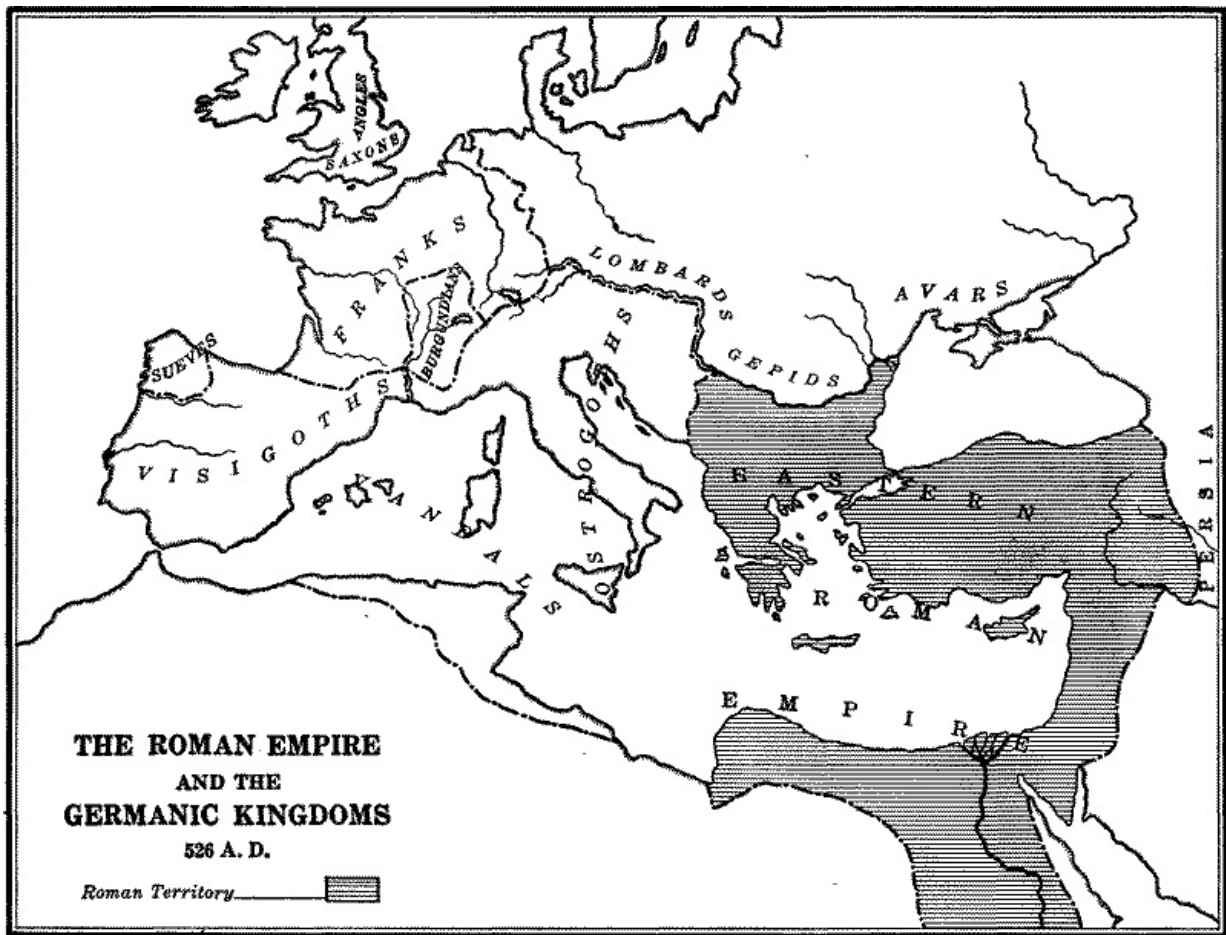 ANGLES
SAXONS
FRANKS
BURGUNDIANS
SUEVES
VISIGOTHS
VANDALS
OSTROGOTHS
LOMBARDS
GEPIDS
AVARS
PERSIA
EASTERN
ROMAN
EMPIRE
THE ROMAN EMPIRE
AND THE
GERMANIC KINGDOMS
526 A. D.
Roman Territory